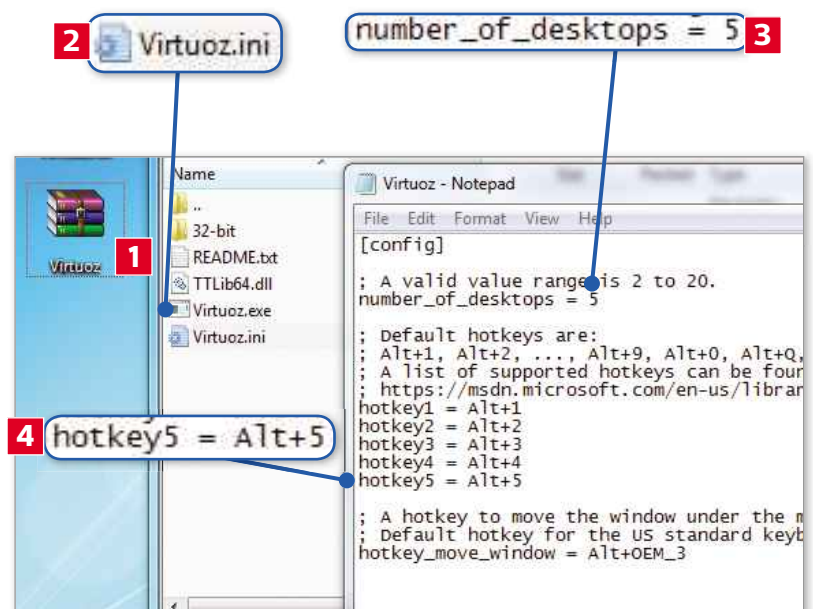 2 Virtuoz.ini
number_of_desktops = 5 3
Virtuoz 1
Name
..
32-bit
README.txt
TTLib64.dll
Virtuoz.exe
Virtuoz.ini
4 hotkey5 = Alt+5
Virtuoz - Notepad
File Edit Format View Help
[config]
; A valid value range is 2 to 20.
number_of_desktops = 5
; Default hotkeys are:
; Alt+1, Alt+2, ..., Alt+9, Alt+0, Alt+Q,
; A list of supported hotkeys can be four
; https://msdn.microsoft.com/en-us/librar
hotkey1 = Alt+1
hotkey2 = Alt+2
hotkey3 = Alt+3
hotkey4 = Alt+4
hotkey5 = Alt+5
; A hotkey to move the window under the m
; Default hotkey for the US standard keyb
hotkey_move_window = Alt+OEM_3